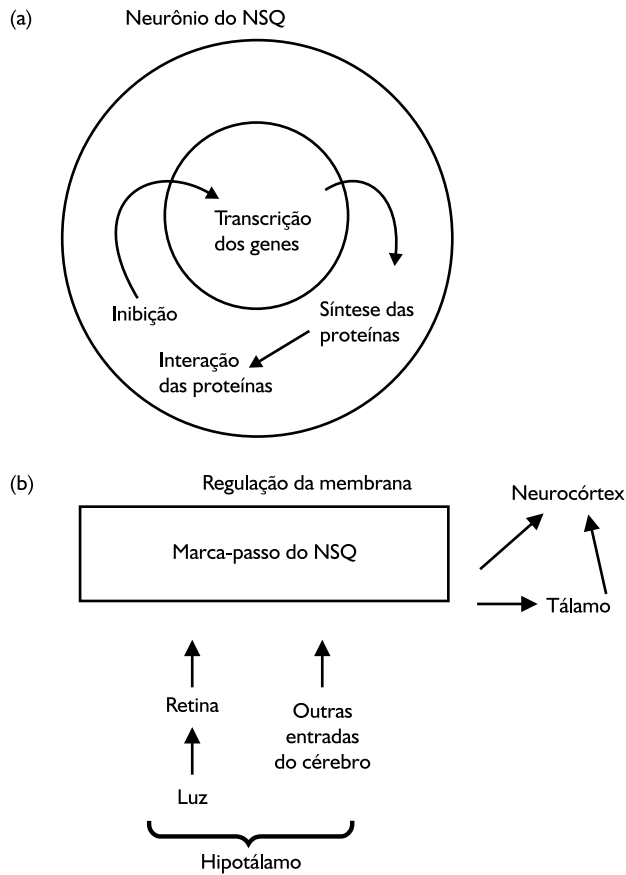 (a)
Neurônio do NSQ
Transcrição
dos genes
Inibição
Síntese das
proteínas
Interação
das proteínas
(b)
Regulação da membrana
Neurocórtex
Marca-passo do NSQ
Tálamo
Retina
Outras
entradas
do cérebro
Luz
Hipotálamo